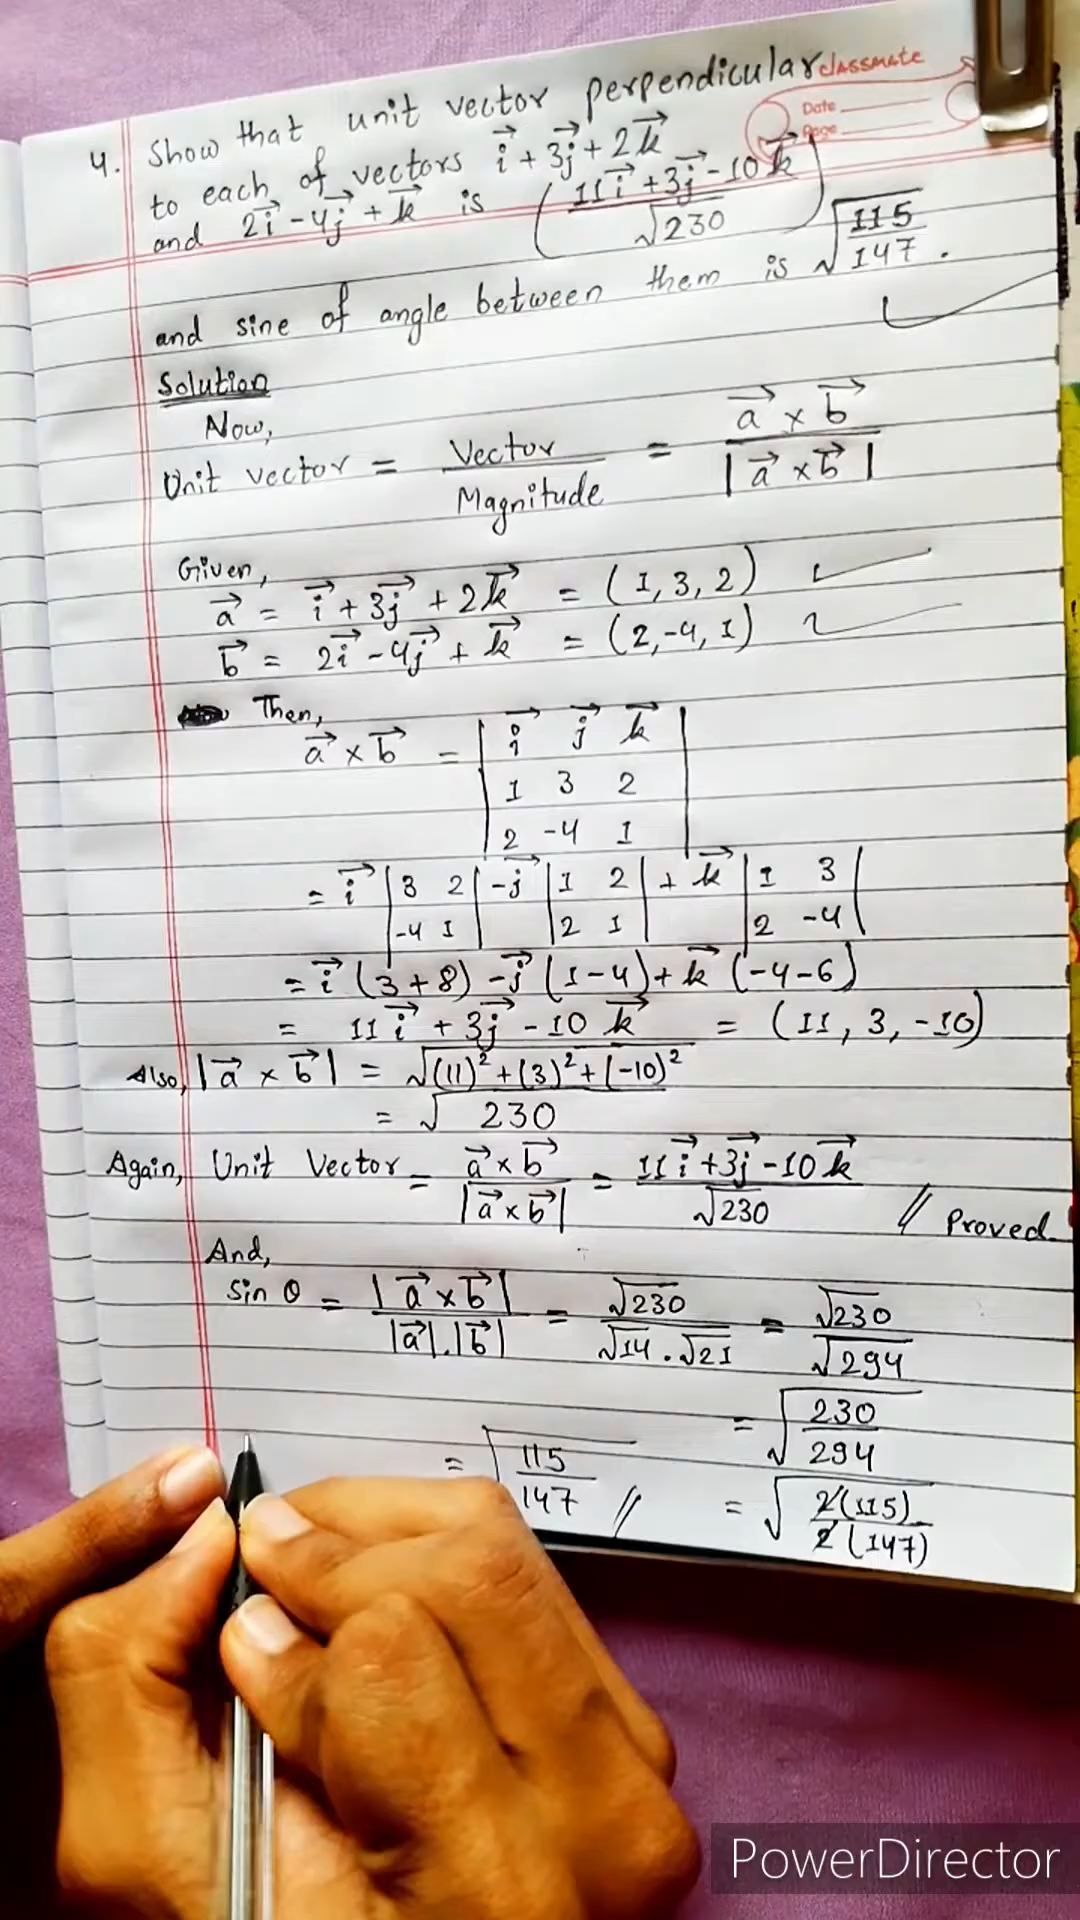 classmate
Date
Page
4. Show that unit vector perpendicular
to each of vectors i⃗ + 3j⃗ + 2k⃗
and 2i⃗ - 4j⃗ + k⃗ is (11i⃗ + 3j⃗ - 10k⃗ / √230)
and sine of angle between them is √(115/147).
Solution
Now,
Unit vector = Vector / Magnitude = a⃗ × b⃗ / |a⃗ × b⃗|
Given,
a⃗ = i⃗ + 3j⃗ + 2k⃗ = (1, 3, 2)
b⃗ = 2i⃗ - 4j⃗ + k⃗ = (2, -4, 1)
Then,
a⃗ × b⃗ = | i⃗ j⃗ k⃗ |
1 3 2
2 -4 1
= i⃗ | 3 2 | - j⃗ | 1 2 | + k⃗ | 1 3 |
-4 1 2 1 2 -4
= i⃗ (3+8) - j⃗ (1-4) + k⃗ (-4-6)
= 11i⃗ + 3j⃗ - 10k⃗ = (11, 3, -10)
Also, |a⃗ × b⃗| = √(11)² + (3)² + (-10)²
= √230
Again, Unit Vector = a⃗ × b⃗ / |a⃗ × b⃗| = 11i⃗ + 3j⃗ - 10k⃗ / √230 // Proved.
And,
Sin θ = |a⃗ × b⃗| / |a⃗|.|b⃗| = √230 / √14 . √21 = √230 / √294
= √(230/294)
= √(2(115) / 2(147))
= √(115/147) //
PowerDirector